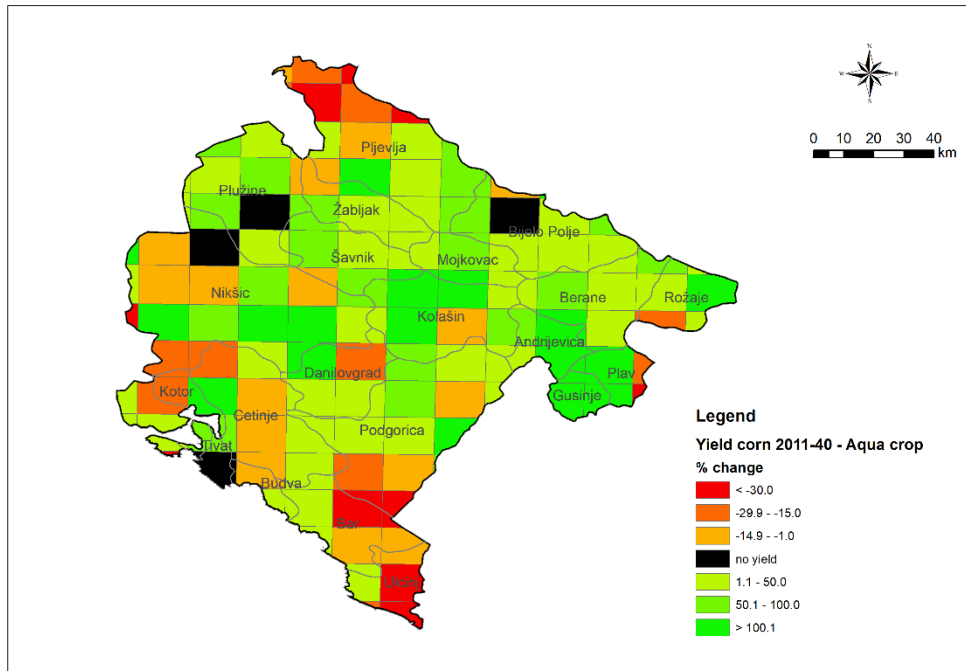 N
W E
S
0 10 20 30 40
km
Pljevlja
Plužine
Žabljak
Bijelo Polje
Šavnik
Mojkovac
Nikšic
Berane
Rožaje
Kolašin
Andrijevica
Danilovgrad
Plav
Kotor
Gusinje
Cetinje
Podgorica
Tivat
Budva
Bar
Ulcinj
Legend
Yield corn 2011-40 - Aqua crop
% change
< -30.0
-29.9 - -15.0
-14.9 - -1.0
no yield
1.1 - 50.0
50.1 - 100.0
> 100.1